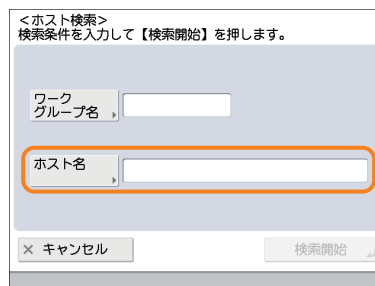 <ホスト検索>
検索条件を入力して【検索開始】を押します。
ワーク
グループ名
ホスト名
× キャンセル
検索開始